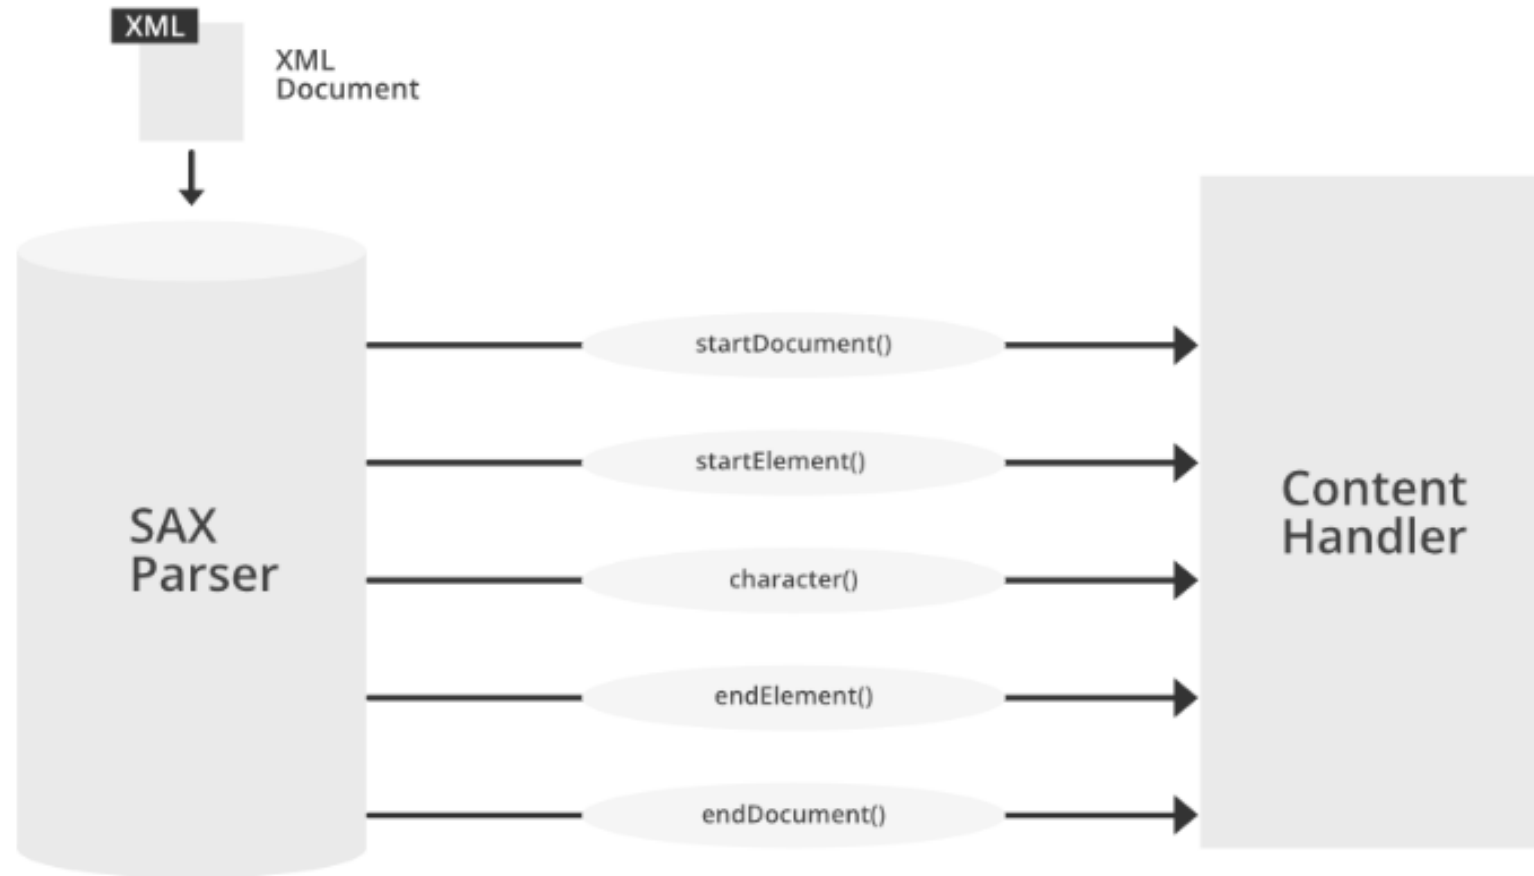 XML
XML
Document
startDocument()
startElement()
SAX
Parser
character()
Content
Handler
endElement()
endDocument()